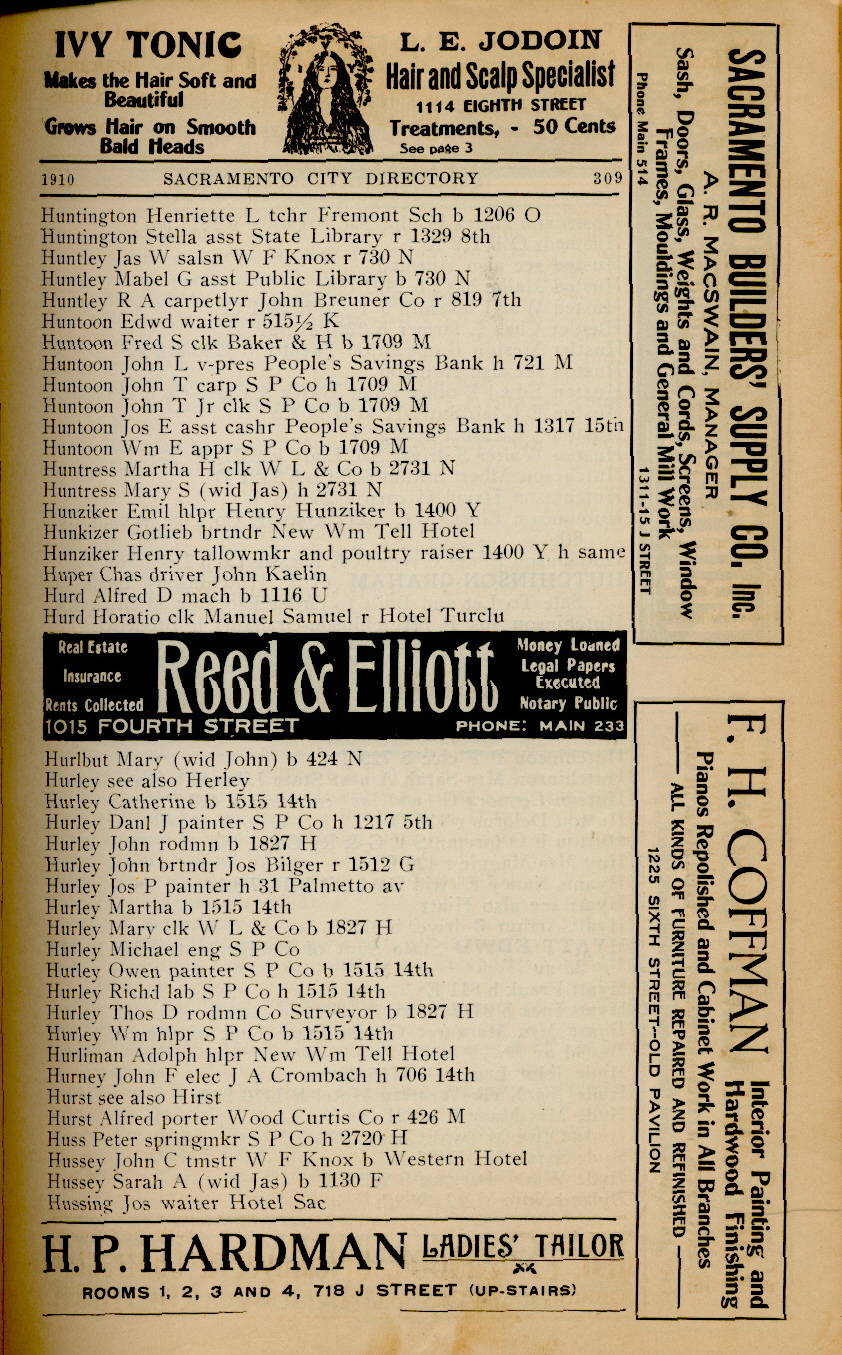 IVY TONIC
Makes the Hair Soft and
Beautiful
Grows Hair on Smooth
Bald Heads
L. E. JODOIN
Hair and Scalp Specialist
1114 EIGHTH STREET
Treatments, - 50 Cents
See page 3
1910 SACRAMENTO CITY DIRECTORY 309
Huntington Henriette L tchr Fremont Sch b 1206 O
Huntington Stella asst State Library r 1329 8th
Huntley Jas W salsn W F Knox r 730 N
Huntley Mabel G asst Public Library b 730 N
Huntley R A carpetlyr John Breuner Co r 819 7th
Huntoon Edwd waiter r 515½ K
Huntoon Fred S clk Baker & H b 1709 M
Huntoon John L v-pres People's Savings Bank h 721 M
Huntoon John T carp S P Co h 1709 M
Huntoon John T Jr clk S P Co b 1709 M
Huntoon Jos E asst cashr People's Savings Bank h 1317 15th
Huntoon Wm E appr S P Co b 1709 M
Huntress Martha H clk W L & Co b 2731 N
Huntress Mary S (wid Jas) h 2731 N
Hunziker Emil hlpr Henry Hunziker b 1400 Y
Hunkizer Gotlieb brtndr New Wm Tell Hotel
Hunziker Henry tallowmkr and poultry raiser 1400 Y h same
Huper Chas driver John Kaelin
Hurd Alfred D mach b 1116 U
Hurd Horatio clk Manuel Samuel r Hotel Turclu
Real Estate
Insurance
Rents Collected
Reed & Elliott
Money Loaned
Legal Papers
Executed
Notary Public
1015 FOURTH STREET PHONE: MAIN 233
Hurlbut Mary (wid John) b 424 N
Hurley see also Herley
Hurley Catherine b 1515 14th
Hurley Danl J painter S P Co h 1217 5th
Hurley John rodmn b 1827 H
Hurley John brtndr Jos Bilger r 1512 G
Hurley Jos P painter h 31 Palmetto av
Hurley Martha b 1515 14th
Hurley Mary clk W L & Co b 1827 H
Hurley Michael eng S P Co
Hurley Owen painter S P Co b 1515 14th
Hurley Richd lab S P Co h 1515 14th
Hurley Thos D rodmn Co Surveyor b 1827 H
Hurley Wm hlpr S P Co b 1515 14th
Hurliman Adolph hlpr New Wm Tell Hotel
Hurney John F elec J A Crombach h 706 14th
Hurst see also Hirst
Hurst Alfred porter Wood Curtis Co r 426 M
Huss Peter springmkr S P Co h 2720 H
Hussey John C tmstr W F Knox b Western Hotel
Hussey Sarah A (wid Jas) b 1130 F
Hussing Jos waiter Hotel Sac
H. P. HARDMAN LADIES' TAILOR
ROOMS 1, 2, 3 AND 4, 718 J STREET (UP-STAIRS)
SACRAMENTO BUILDERS' SUPPLY CO. Inc.
A. R. MACSWAIN, MANAGER
Sash, Doors, Glass, Weights and Cords, Screens, Window
Frames, Mouldings and General Mill Work
Phone Main 514 1311-15 J STREET
F. H. COFFMAN
Interior Painting and
Hardwood Finishing
Pianos Repolished and Cabinet Work in All Branches
ALL KINDS OF FURNITURE REPAIRED AND REFINISHED
1225 SIXTH STREET--OLD PAVILION